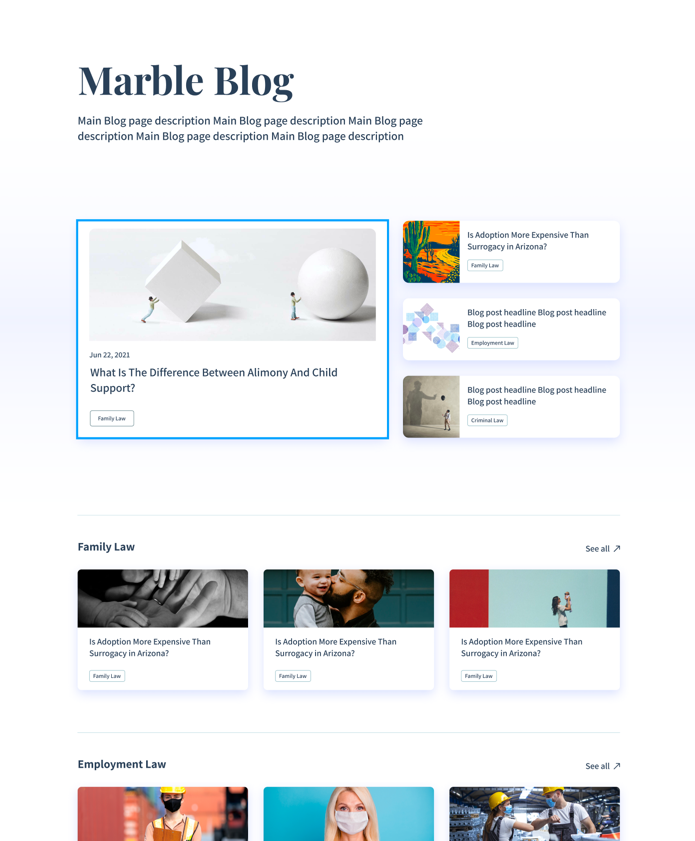 Marble Blog
Main Blog page description Main Blog page description Main Blog page
description Main Blog page description Main Blog page description
Jun 22, 2021
What Is The Difference Between Alimony And Child
Support?
Family Law
Is Adoption More Expensive Than
Surrogacy in Arizona?
Family Law
Blog post headline Blog post headline
Blog post headline
Employment Law
Blog post headline Blog post headline
Blog post headline
Criminal Law
Family Law
See all
Is Adoption More Expensive Than
Surrogacy in Arizona?
Family Law
Is Adoption More Expensive Than
Surrogacy in Arizona?
Family Law
Is Adoption More Expensive Than
Surrogacy in Arizona?
Family Law
Employment Law
See all